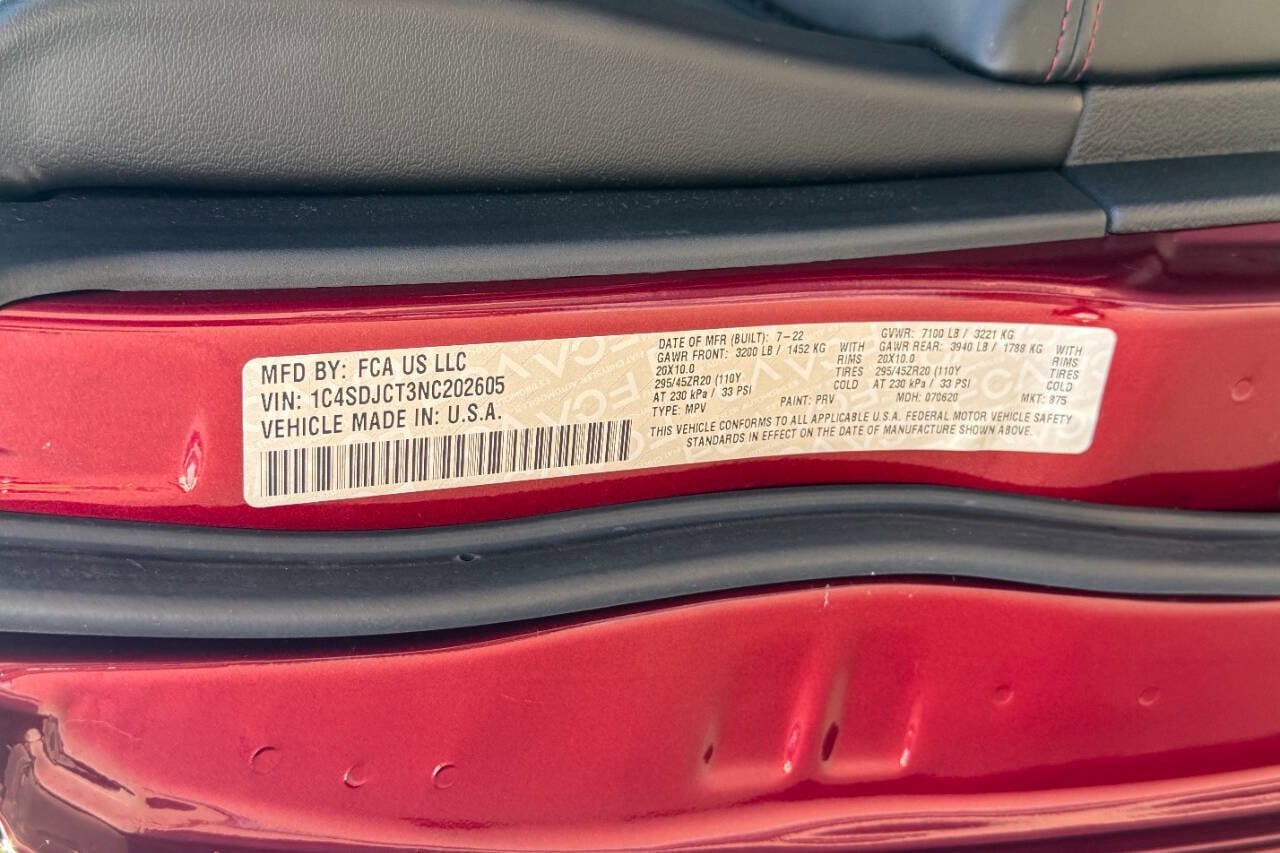 MFD BY: FCA US LLC
VIN: 1C4SDJCT3NC202605
VEHICLE MADE IN: U.S.A.
DATE OF MFR (BUILT): 7-22
GAWR FRONT: 3200 LB / 1452 KG WITH
20X10.0 RIMS
295/45ZR20 (110Y TIRES
AT 230 kPa / 33 PSI COLD
TYPE: MPV PAINT: PRV
GVWR: 7100 LB / 3221 KG
GAWR REAR: 3940 LB / 1788 KG WITH
20X10.0 RIMS
295/45ZR20 (110Y TIRES
AT 230 kPa / 33 PSI COLD
MDH: 070620 MKT: 875
THIS VEHICLE CONFORMS TO ALL APPLICABLE U.S.A. FEDERAL MOTOR VEHICLE SAFETY
STANDARDS IN EFFECT ON THE DATE OF MANUFACTURE SHOWN ABOVE.